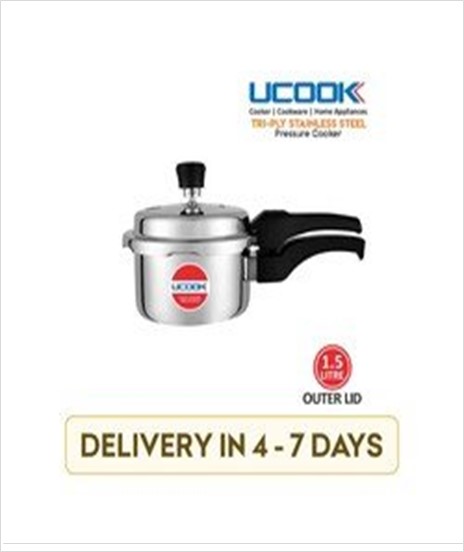 UCOOK
Cooker | Cookware | Home Appliances
TRI-PLY STAINLESS STEEL
Pressure Cooker
UCOOK
1.5
LITRE
OUTER LID
DELIVERY IN 4 - 7 DAYS